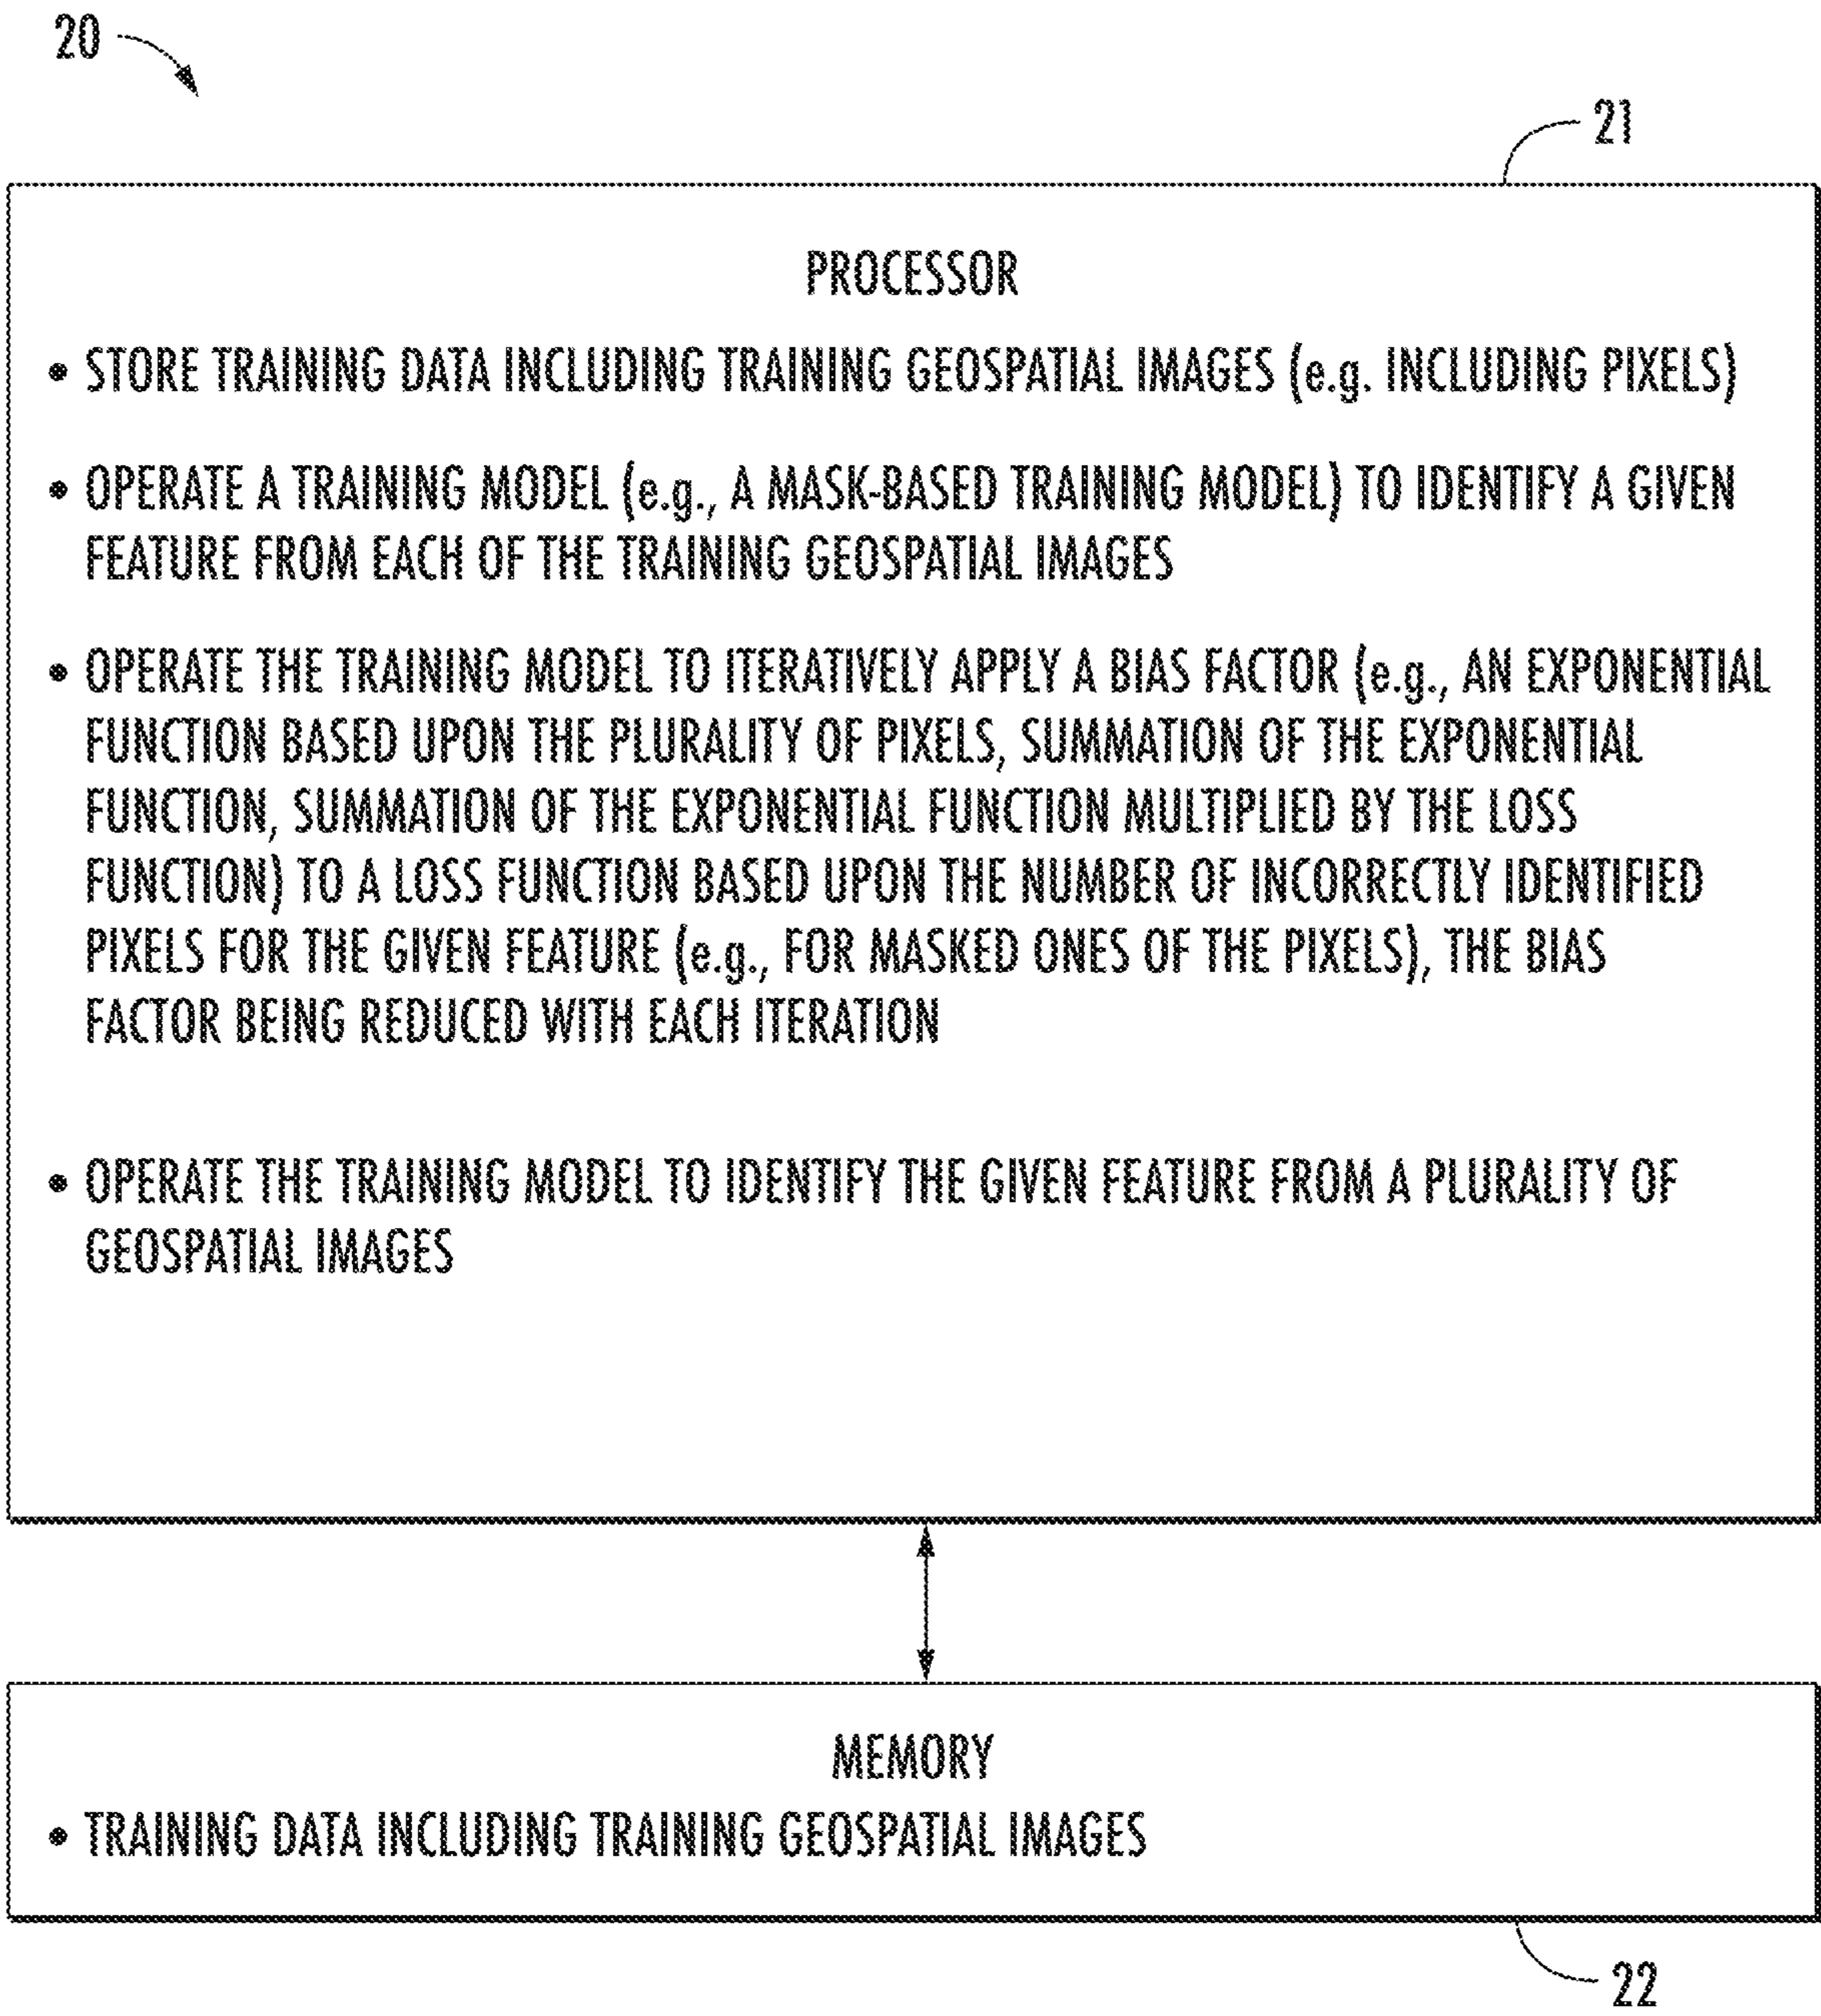 20
21
PROCESSOR
• STORE TRAINING DATA INCLUDING TRAINING GEOSPATIAL IMAGES (e.g. INCLUDING PIXELS)
• OPERATE A TRAINING MODEL (e.g., A MASK-BASED TRAINING MODEL) TO IDENTIFY A GIVEN
FEATURE FROM EACH OF THE TRAINING GEOSPATIAL IMAGES
• OPERATE THE TRAINING MODEL TO ITERATIVELY APPLY A BIAS FACTOR (e.g., AN EXPONENTIAL
FUNCTION BASED UPON THE PLURALITY OF PIXELS, SUMMATION OF THE EXPONENTIAL
FUNCTION, SUMMATION OF THE EXPONENTIAL FUNCTION MULTIPLIED BY THE LOSS
FUNCTION) TO A LOSS FUNCTION BASED UPON THE NUMBER OF INCORRECTLY IDENTIFIED
PIXELS FOR THE GIVEN FEATURE (e.g., FOR MASKED ONES OF THE PIXELS), THE BIAS
FACTOR BEING REDUCED WITH EACH ITERATION
• OPERATE THE TRAINING MODEL TO IDENTIFY THE GIVEN FEATURE FROM A PLURALITY OF
GEOSPATIAL IMAGES
MEMORY
• TRAINING DATA INCLUDING TRAINING GEOSPATIAL IMAGES
22